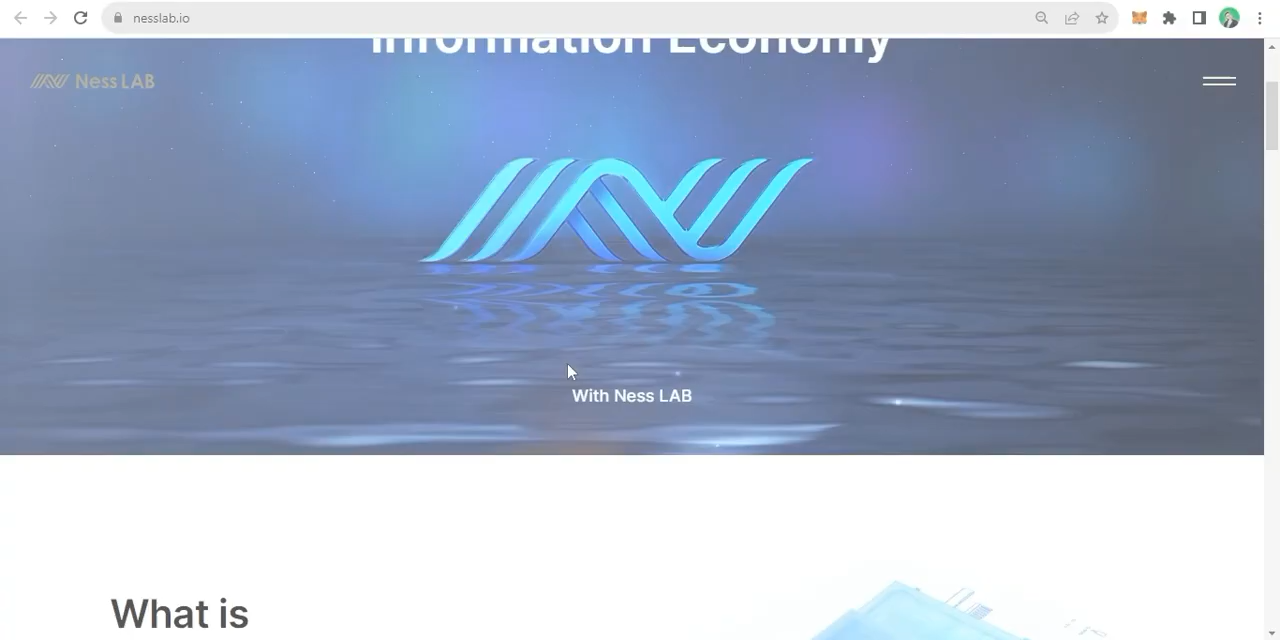 nesslab.io
Information Economy
Ness LAB
With Ness LAB
What is